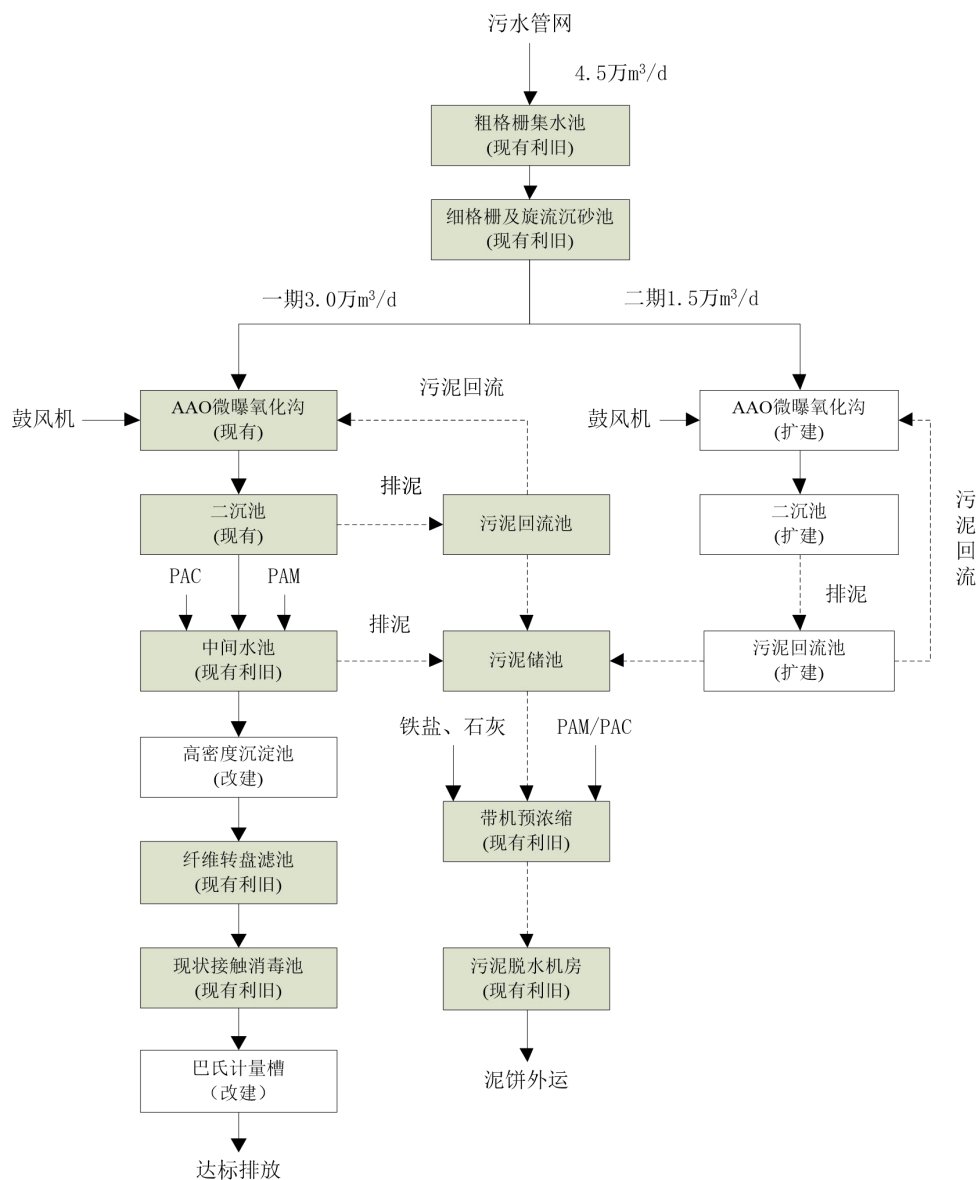 污水管网
4.5万m³/d
粗格栅集水池
(现有利旧)
细格栅及旋流沉砂池
(现有利旧)
一期3.0万m³/d
二期1.5万m³/d
污泥回流
鼓风机
AAO微曝氧化沟
(现有)
鼓风机
AAO微曝氧化沟
(扩建)
排泥
二沉池
(现有)
污泥回流池
二沉池
(扩建)
污泥回流
PAC
PAM
排泥
排泥
中间水池
(现有利旧)
污泥储池
污泥回流池
(扩建)
铁盐、石灰
PAM/PAC
高密度沉淀池
(改建)
带机预浓缩
(现有利旧)
纤维转盘滤池
(现有利旧)
现状接触消毒池
(现有利旧)
污泥脱水机房
(现有利旧)
巴氏计量槽
（改建）
泥饼外运
达标排放